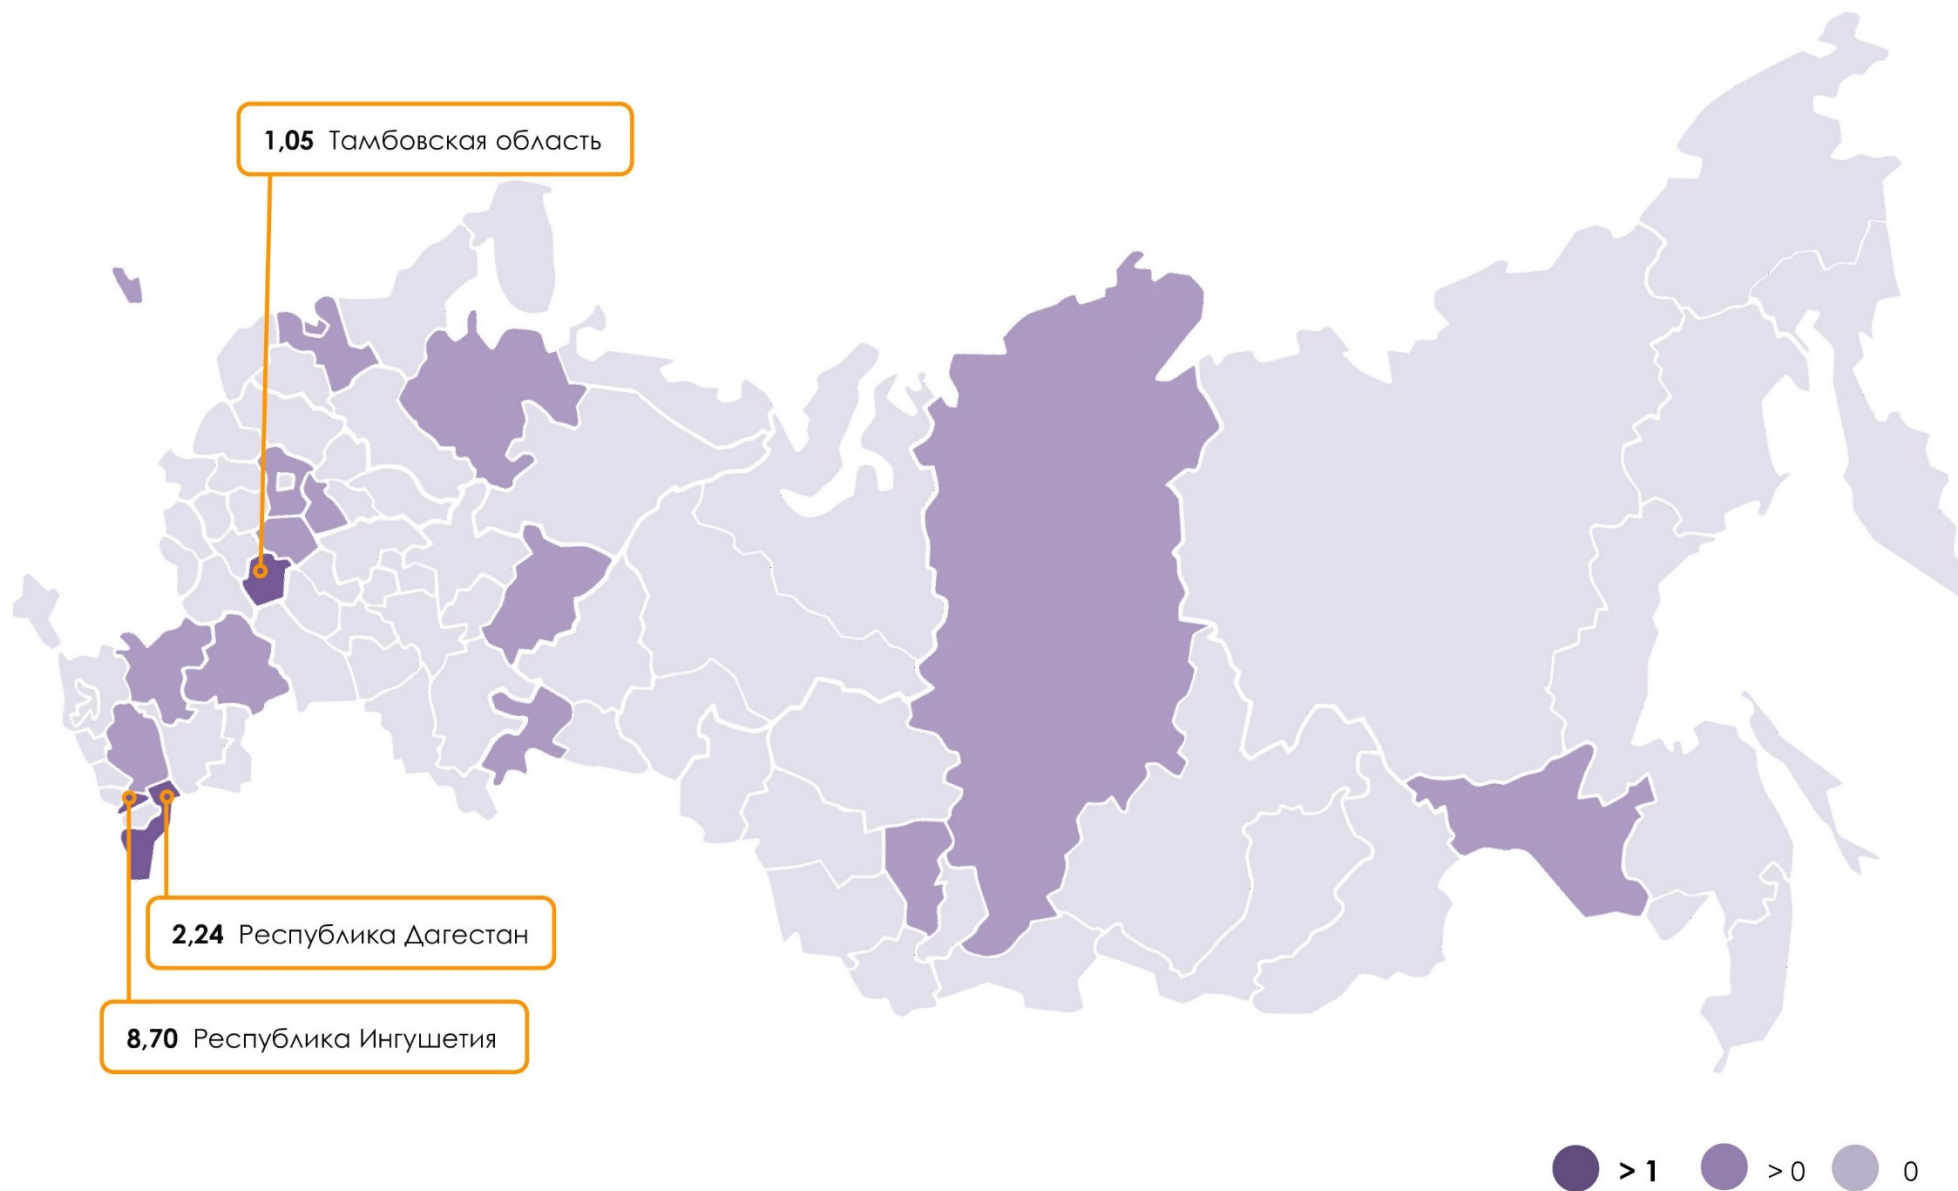 1,05 Тамбовская область
2,24 Республика Дагестан
8,70 Республика Ингушетия
> 1 > 0 0